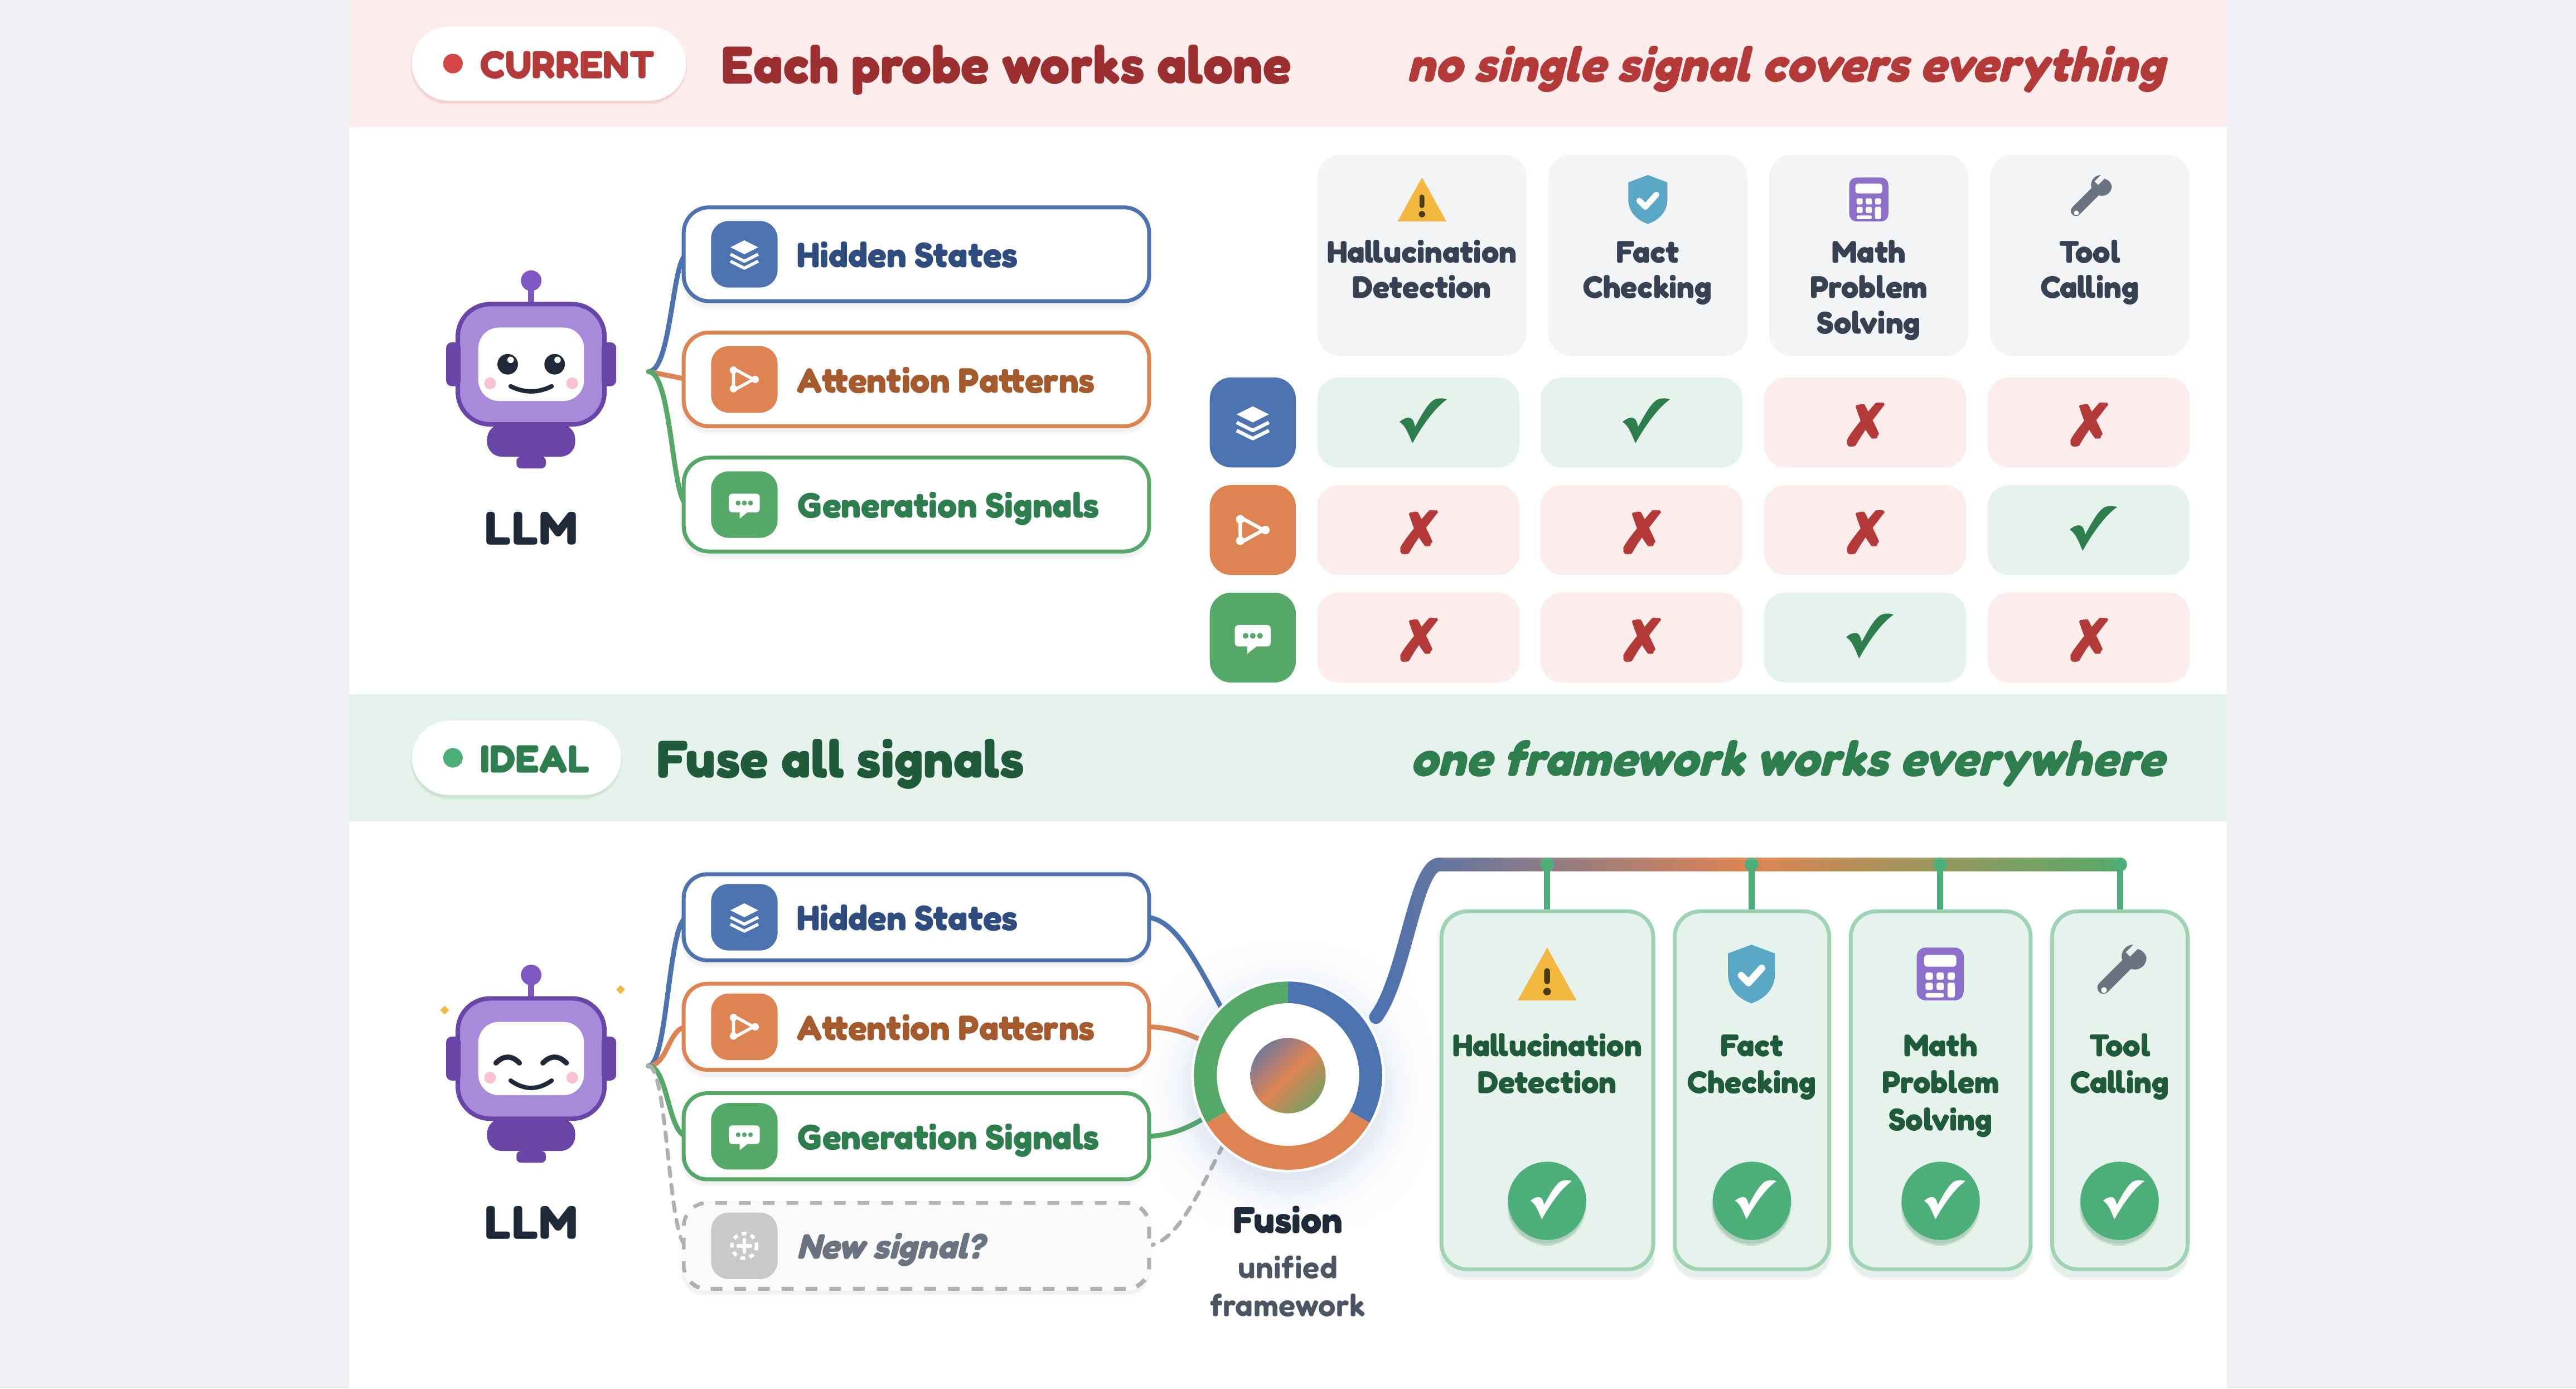 CURRENT
Each probe works alone
no single signal covers everything
Hidden States
Attention Patterns
Generation Signals
LLM
Hallucination
Detection
Fact
Checking
Math
Problem
Solving
Tool
Calling
✓ ✓ ✗ ✗
✗ ✗ ✗ ✓
✗ ✗ ✓ ✗
IDEAL
Fuse all signals
one framework works everywhere
Hidden States
Attention Patterns
Generation Signals
New signal?
LLM
Fusion
unified
framework
Hallucination
Detection
Fact
Checking
Math
Problem
Solving
Tool
Calling
✓ ✓ ✓ ✓